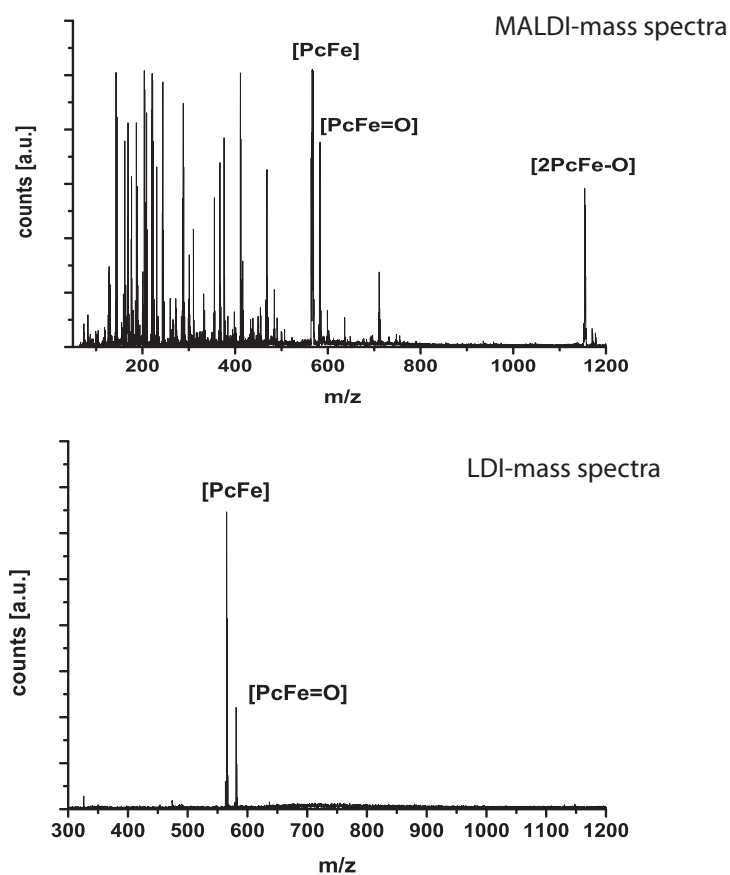 MALDI-mass spectra
[PcFe]
[PcFe=O]
[2PcFe-O]
counts [a.u.]
200 400 600 800 1000 1200
m/z
LDI-mass spectra
[PcFe]
[PcFe=O]
counts [a.u.]
300 400 500 600 700 800 900 1000 1100 1200
m/z